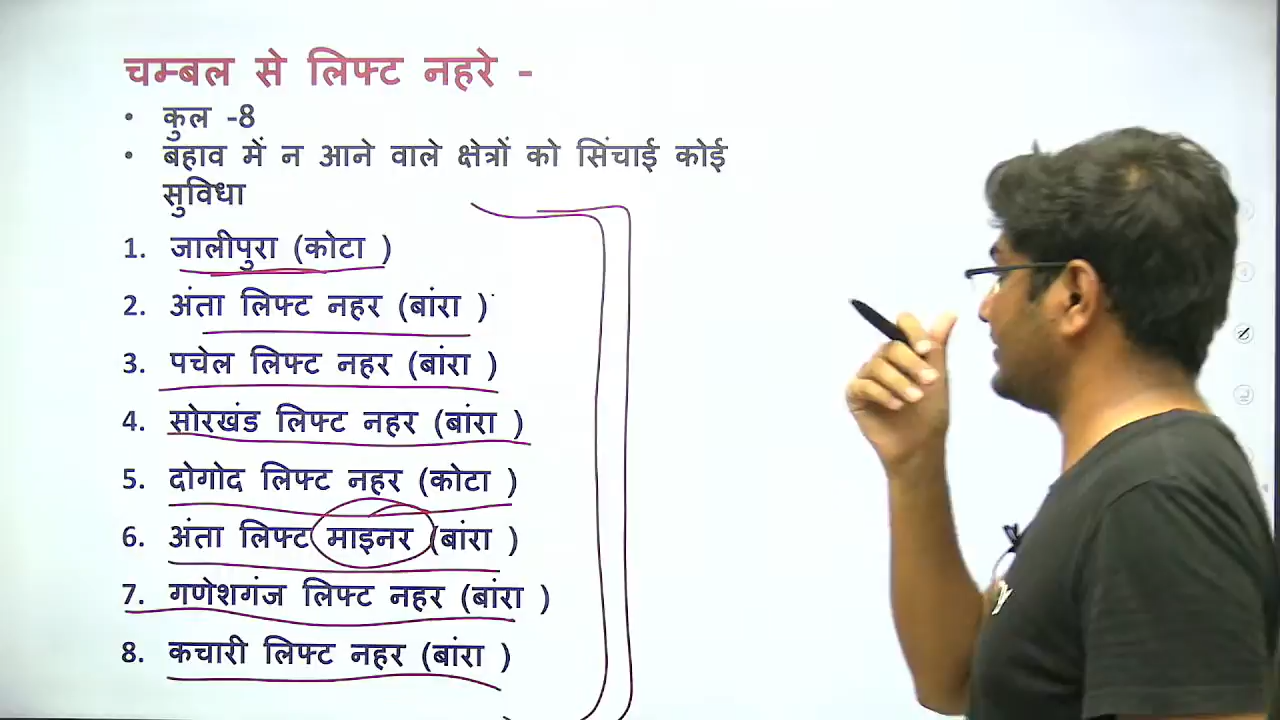 चम्बल से लिफ्ट नहरे -
• कुल -8
• बहाव में न आने वाले क्षेत्रों को सिंचाई कोई
सुविधा
1. जालीपुरा (कोटा )
2. अंता लिफ्ट नहर (बांरा )
3. पचेल लिफ्ट नहर (बांरा )
4. सोरखंड लिफ्ट नहर (बांरा )
5. दोगोद लिफ्ट नहर (कोटा )
6. अंता लिफ्ट माइनर (बांरा )
7. गणेशगंज लिफ्ट नहर (बांरा )
8. कचारी लिफ्ट नहर (बांरा )